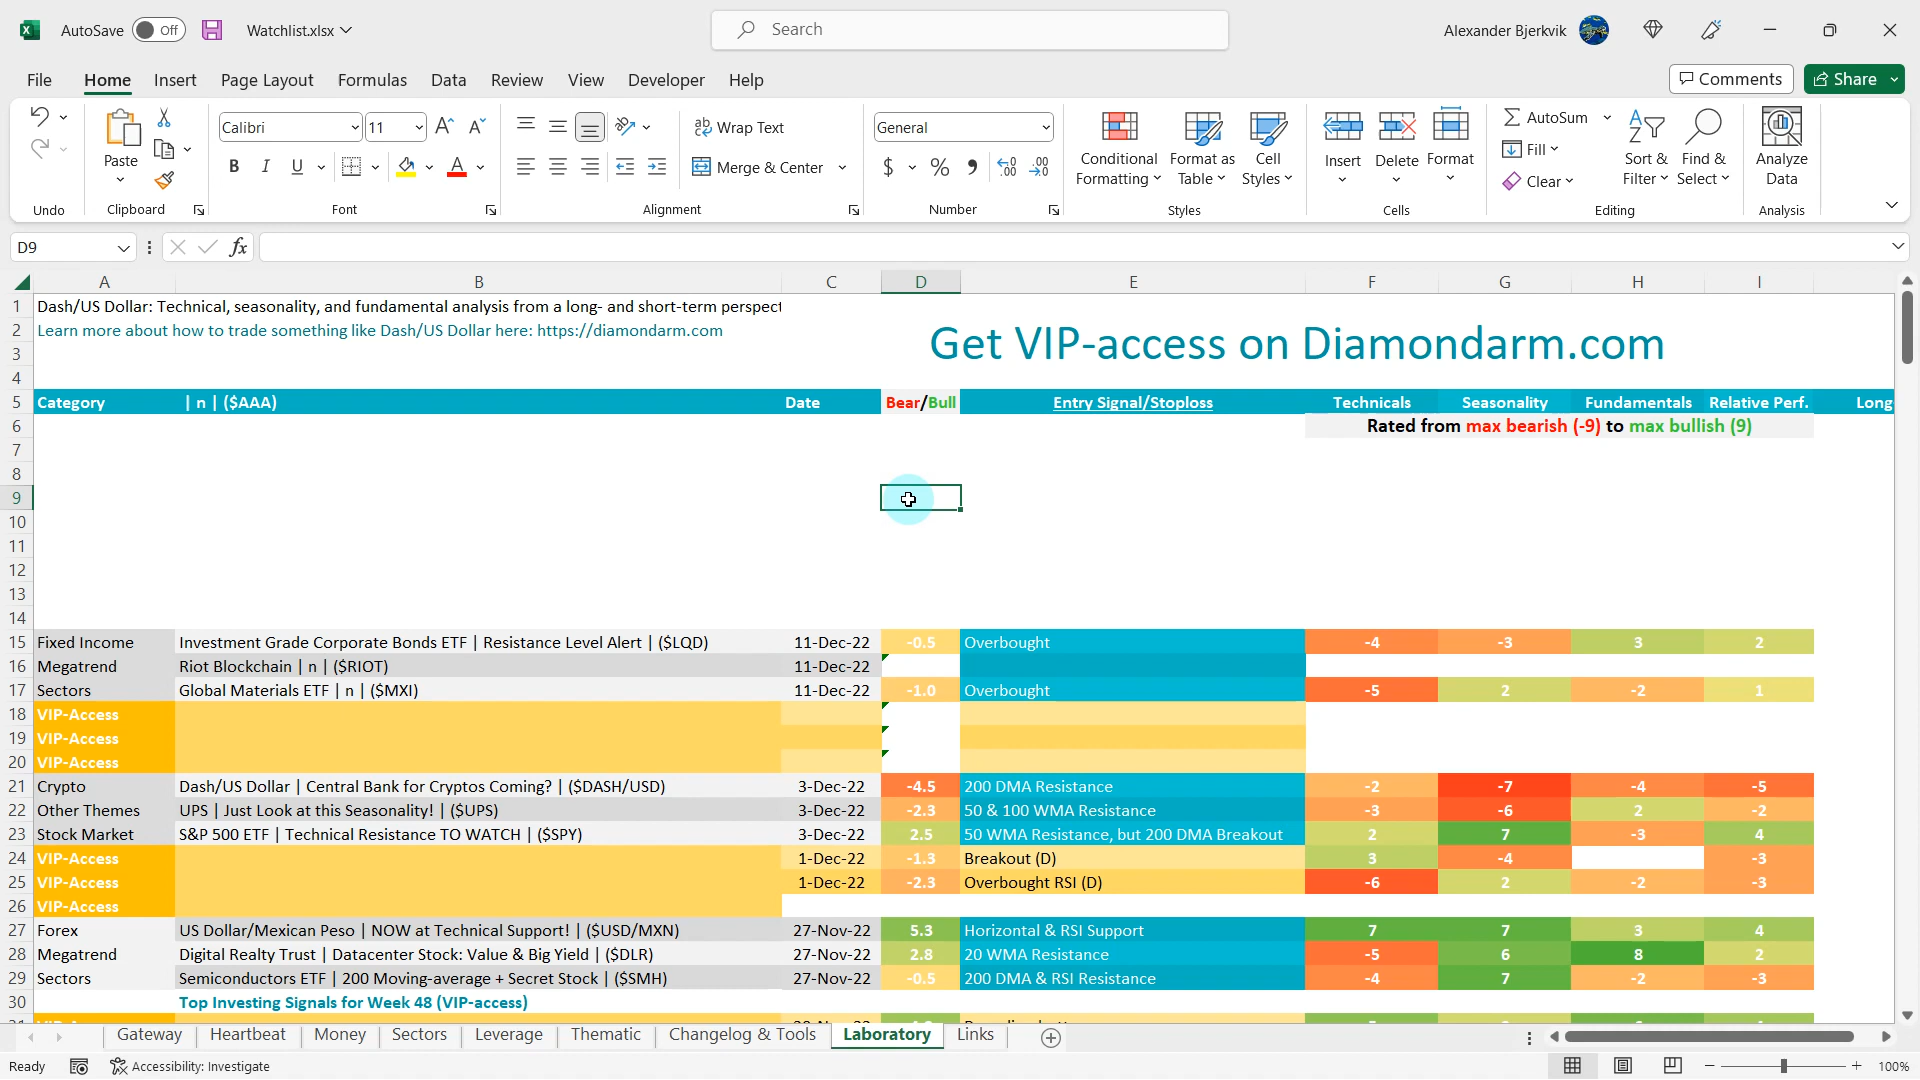 AutoSave Off Watchlist.xlsx Search Alexander Bjerkvik
File Home Insert Page Layout Formulas Data Review View Developer Help Comments Share
Calibri 11 Wrap Text General AutoSum
Paste B I U Merge & Center $ % Conditional Formatting Format as Table Cell Styles Insert Delete Format Fill Clear Sort & Filter Find & Select Analyze Data
Undo Clipboard Font Alignment Number Styles Cells Editing Analysis
D9 fx
A B C D E F G H I
1 Dash/US Dollar: Technical, seasonality, and fundamental analysis from a long- and short-term perspect
2 Learn more about how to trade something like Dash/US Dollar here: https://diamondarm.com
Get VIP-access on Diamondarm.com
3
4
5 Category | n | ($AAA) Date Bear/Bull Entry Signal/Stoploss Technicals Seasonality Fundamentals Relative Perf. Long
6 Rated from max bearish (-9) to max bullish (9)
7
8
9
10
11
12
13
14
15 Fixed Income Investment Grade Corporate Bonds ETF | Resistance Level Alert | ($LQD) 11-Dec-22 -0.5 Overbought -4 -3 3 2
16 Megatrend Riot Blockchain | n | ($RIOT) 11-Dec-22
17 Sectors Global Materials ETF | n | ($MXI) 11-Dec-22 -1.0 Overbought -5 2 -2 1
18 VIP-Access
19 VIP-Access
20 VIP-Access
21 Crypto Dash/US Dollar | Central Bank for Cryptos Coming? | ($DASH/USD) 3-Dec-22 -4.5 200 DMA Resistance -2 -7 -4 -5
22 Other Themes UPS | Just Look at this Seasonality! | ($UPS) 3-Dec-22 -2.3 50 & 100 WMA Resistance -3 -6 2 -2
23 Stock Market S&P 500 ETF | Technical Resistance TO WATCH | ($SPY) 3-Dec-22 2.5 50 WMA Resistance, but 200 DMA Breakout 2 7 -3 4
24 VIP-Access 1-Dec-22 -1.3 Breakout (D) 3 -4 -3
25 VIP-Access 1-Dec-22 -2.3 Overbought RSI (D) -6 2 -2 -3
26 VIP-Access
27 Forex US Dollar/Mexican Peso | NOW at Technical Support! | ($USD/MXN) 27-Nov-22 5.3 Horizontal & RSI Support 7 7 3 4
28 Megatrend Digital Realty Trust | Datacenter Stock: Value & Big Yield | ($DLR) 27-Nov-22 2.8 20 WMA Resistance -5 6 8 2
29 Sectors Semiconductors ETF | 200 Moving-average + Secret Stock | ($SMH) 27-Nov-22 -0.5 200 DMA & RSI Resistance -4 7 -2 -3
30 Top Investing Signals for Week 48 (VIP-access)
Gateway Heartbeat Money Sectors Leverage Thematic Changelog & Tools Laboratory Links
Ready Accessibility: Investigate 100%